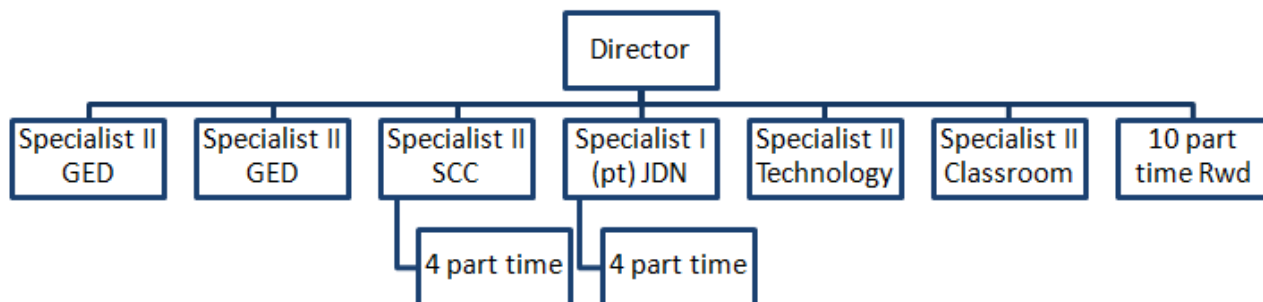 Director
Specialist II
GED
Specialist II
GED
Specialist II
SCC
Specialist I
(pt) JDN
Specialist II
Technology
Specialist II
Classroom
10 part
time Rwd
4 part time
4 part time